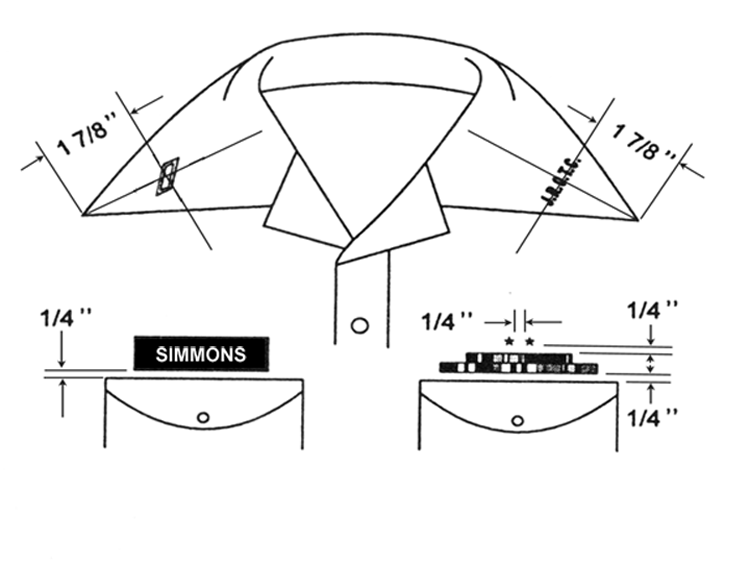 1 7/8 "
1 7/8 "
J.R.O.T.C.
1/4 "
1/4 "
1/4 "
SIMMONS
1/4 "